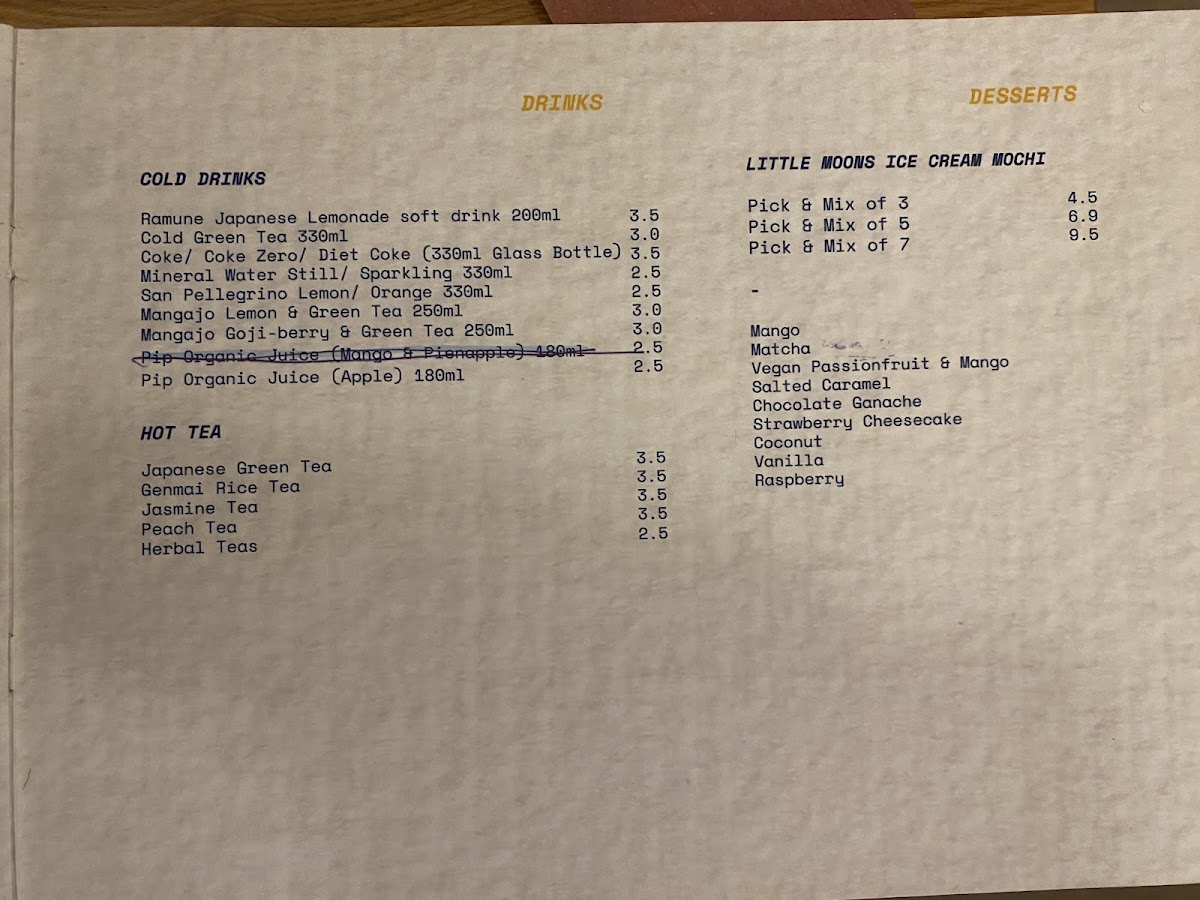 DRINKS
COLD DRINKS
Ramune Japanese Lemonade soft drink 200ml 3.5
Cold Green Tea 330ml 3.0
Coke/ Coke Zero/ Diet Coke (330ml Glass Bottle) 3.5
Mineral Water Still/ Sparkling 330ml 2.5
San Pellegrino Lemon/ Orange 330ml 2.5
Mangajo Lemon & Green Tea 250ml 3.0
Mangajo Goji-berry & Green Tea 250ml 3.0
Pip Organic Juice (Mango & Pienapple) 180ml 2.5
Pip Organic Juice (Apple) 180ml 2.5
HOT TEA
Japanese Green Tea 3.5
Genmai Rice Tea 3.5
Jasmine Tea 3.5
Peach Tea 3.5
Herbal Teas 2.5
DESSERTS
LITTLE MOONS ICE CREAM MOCHI
Pick & Mix of 3 4.5
Pick & Mix of 5 6.9
Pick & Mix of 7 9.5
-
Mango
Matcha
Vegan Passionfruit & Mango
Salted Caramel
Chocolate Ganache
Strawberry Cheesecake
Coconut
Vanilla
Raspberry